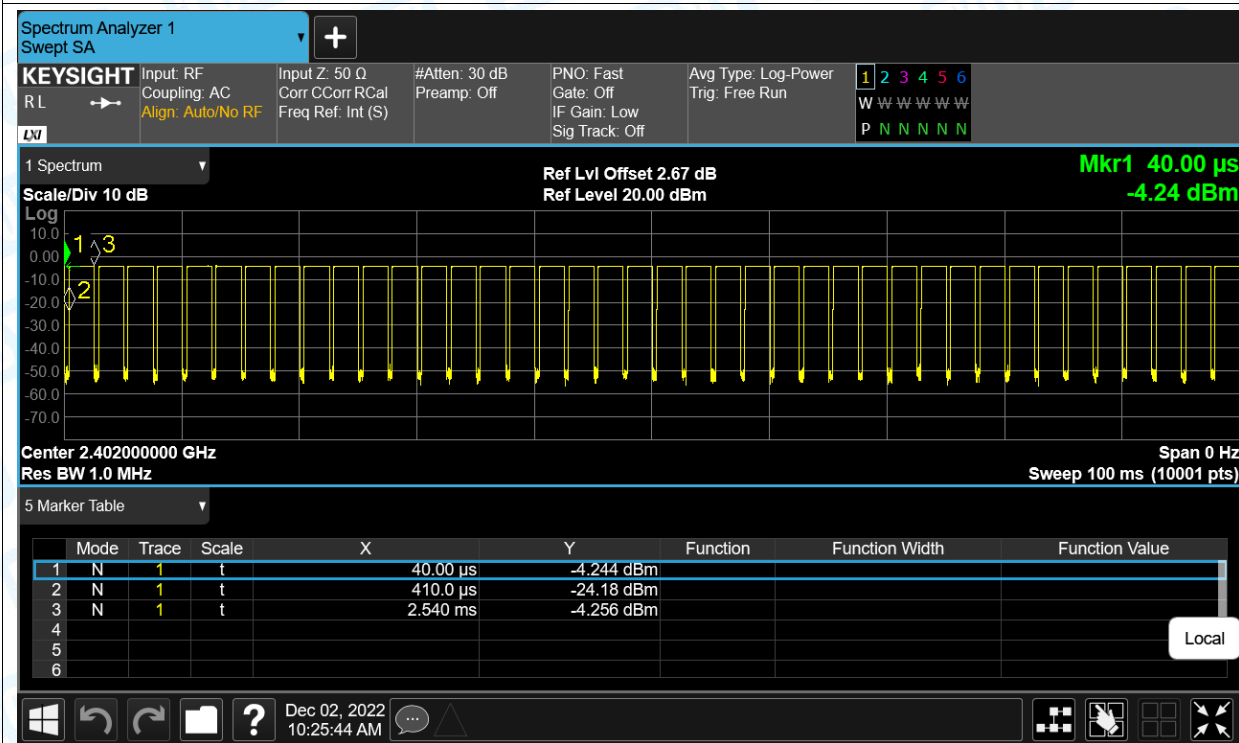 Spectrum Analyzer 1
Swept SA
KEYSIGHT Input: RF Input Z: 50 Ω #Atten: 30 dB PNO: Fast Avg Type: Log-Power 1 2 3 4 5 6
R L Coupling: AC Corr CCorr RCal Preamp: Off Gate: Off Trig: Free Run W W W W W W
Align: Auto/No RF Freq Ref: Int (S) IF Gain: Low
LXI Sig Track: Off P N N N N N
1 Spectrum Ref Lvl Offset 2.67 dB Mkr1 40.00 µs
Scale/Div 10 dB Ref Level 20.00 dBm -4.24 dBm
Log
10.0
1 3
0.00
-10.0
2
-20.0
-30.0
-40.0
-50.0
-60.0
-70.0
Center 2.402000000 GHz Span 0 Hz
Res BW 1.0 MHz Sweep 100 ms (10001 pts)
5 Marker Table
Mode Trace Scale X Y Function Function Width Function Value
1 N 1 t 40.00 µs -4.244 dBm
2 N 1 t 410.0 µs -24.18 dBm
3 N 1 t 2.540 ms -4.256 dBm
4
5
6
Local
? Dec 02, 2022
10:25:44 AM